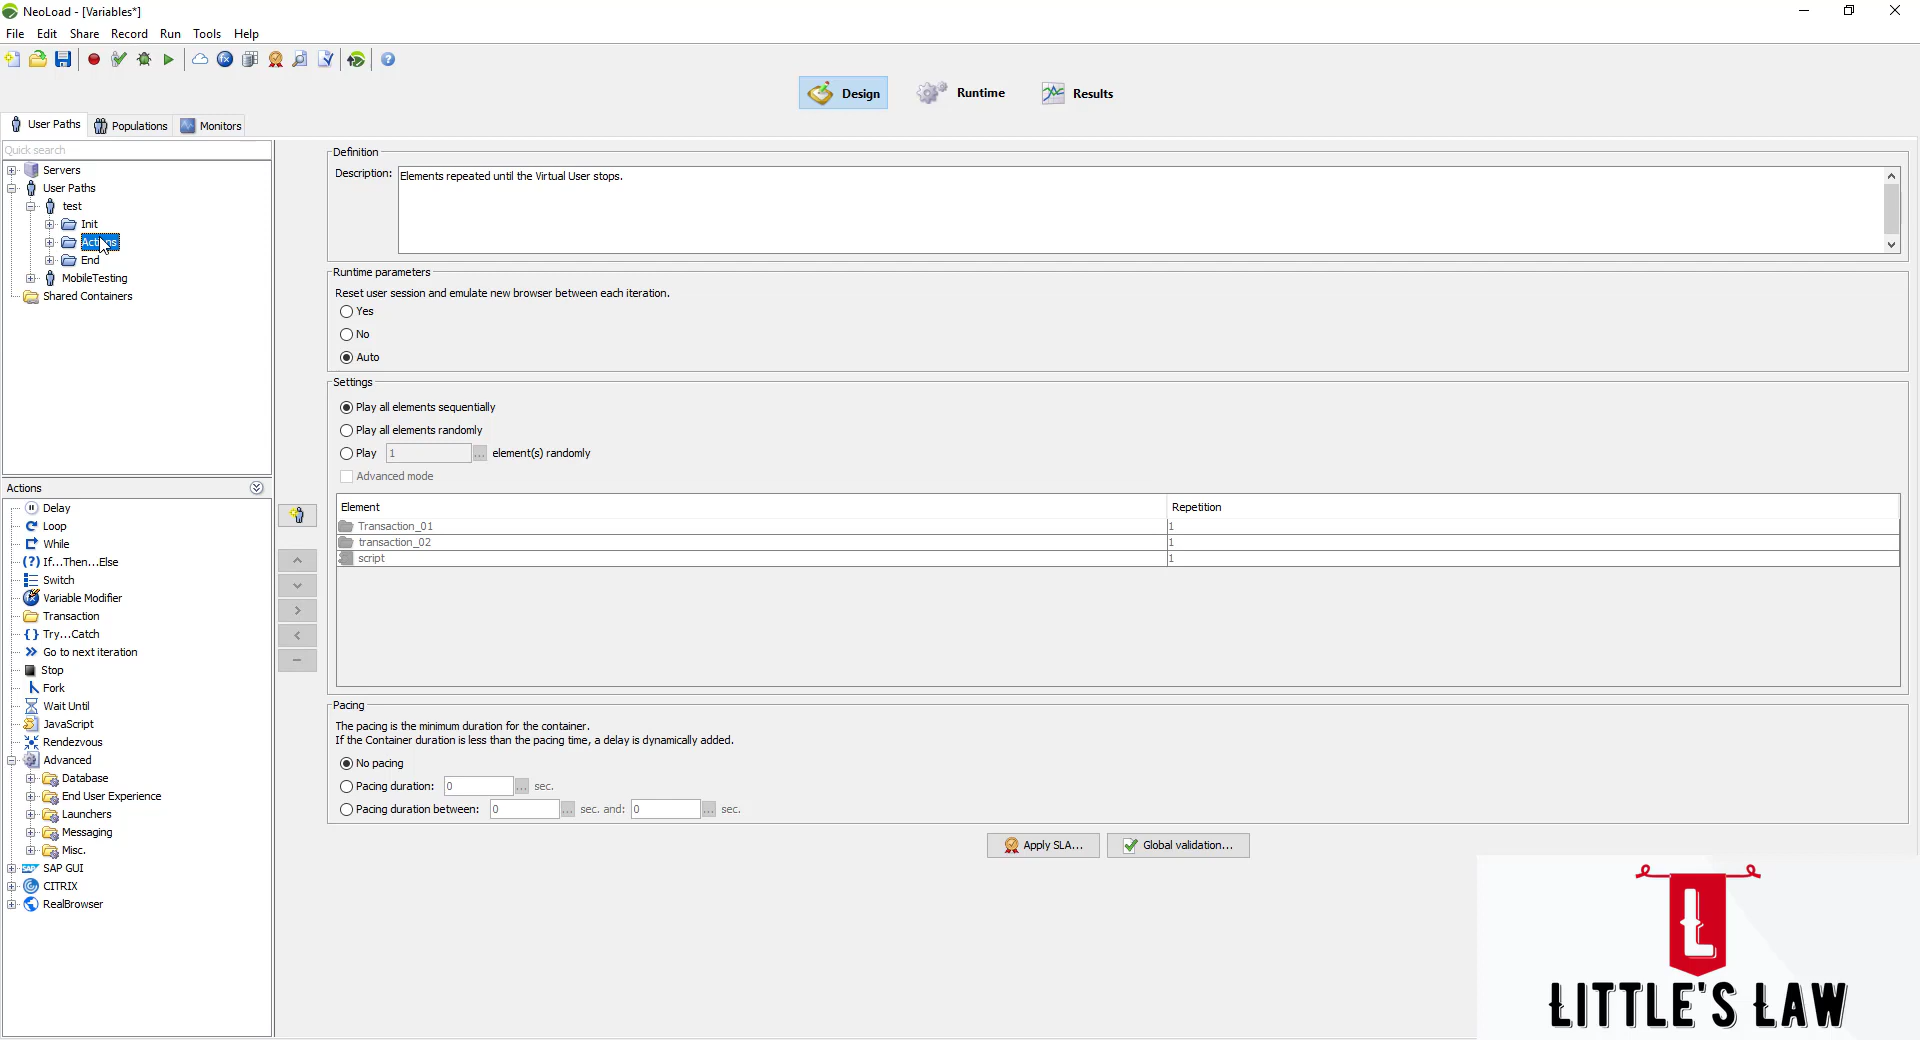 NeoLoad - [Variables*]
File Edit Share Record Run Tools Help
Design Runtime Results
User Paths Populations Monitors
Quick search
Servers
User Paths
test
Init
Actions
End
MobileTesting
Shared Containers
Actions
Delay
Loop
While
If...Then...Else
Switch
Variable Modifier
Transaction
Try...Catch
Go to next iteration
Stop
Fork
Wait Until
JavaScript
Rendezvous
Advanced
Database
End User Experience
Launchers
Messaging
Misc.
SAP GUI
CITRIX
RealBrowser
Definition
Description: Elements repeated until the Virtual User stops.
Runtime parameters
Reset user session and emulate new browser between each iteration.
Yes
No
Auto
Settings
Play all elements sequentially
Play all elements randomly
Play 1 ... element(s) randomly
Advanced mode
Element Repetition
Transaction_01 1
transaction_02 1
script 1
Pacing
The pacing is the minimum duration for the container.
If the Container duration is less than the pacing time, a delay is dynamically added.
No pacing
Pacing duration: 0 ... sec.
Pacing duration between: 0 ... sec. and: 0 ... sec.
Apply SLA... Global validation...
L
LITTLE'S LAW